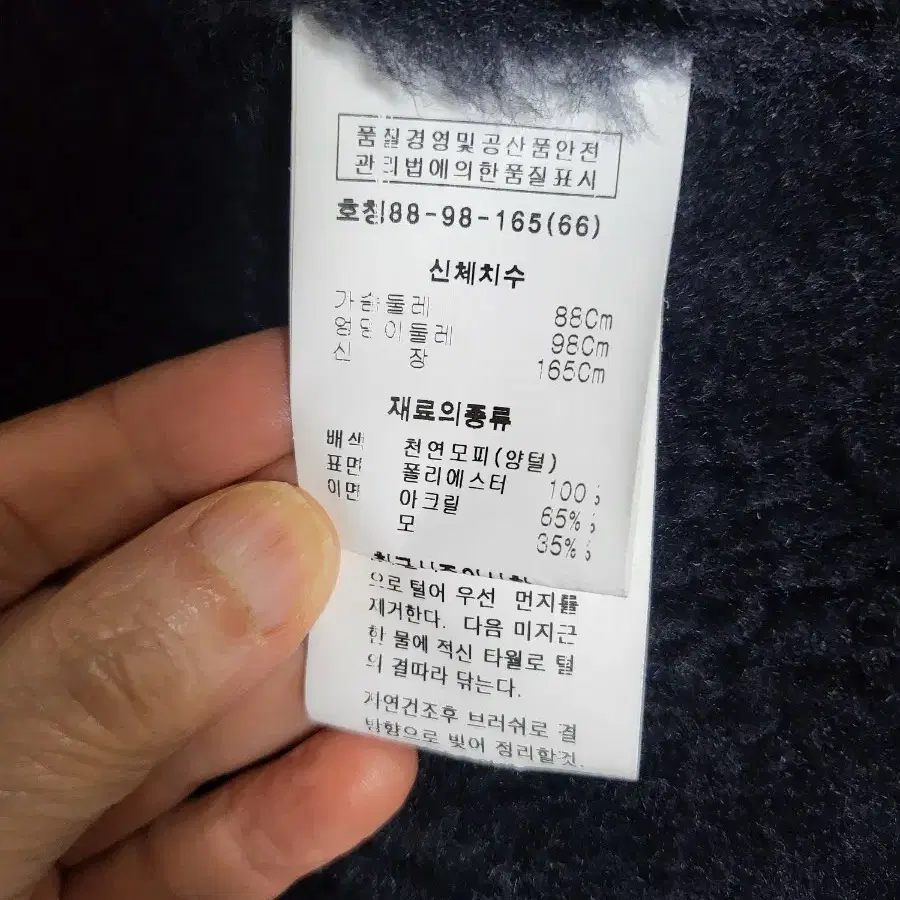 품질경영및공산품안전
관리법에의한품질표시
호칭88-98-165(66)
신체치수
가슴둘레 88Cm
엉덩이둘레 98Cm
신 장 165Cm
재료의종류
배색 천연모피(양털)
표면 폴리에스터 100%
이면 아크릴 65%
모 35%
으로 털어 우선 먼지를
제거한다. 다음 미지근
한 물에 적신 타월로 털
의 결따라 닦는다.
자연건조후 브러쉬로 결
방향으로 빗어 정리할것.